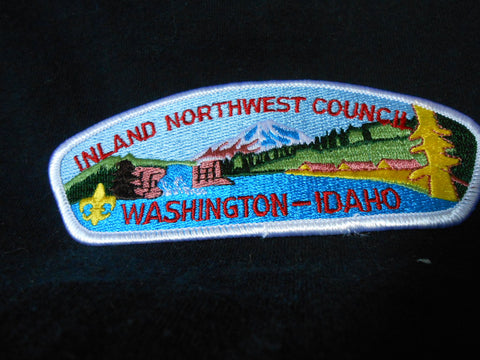 INLAND NORTHWEST COUNCIL
WASHINGTON-IDAHO